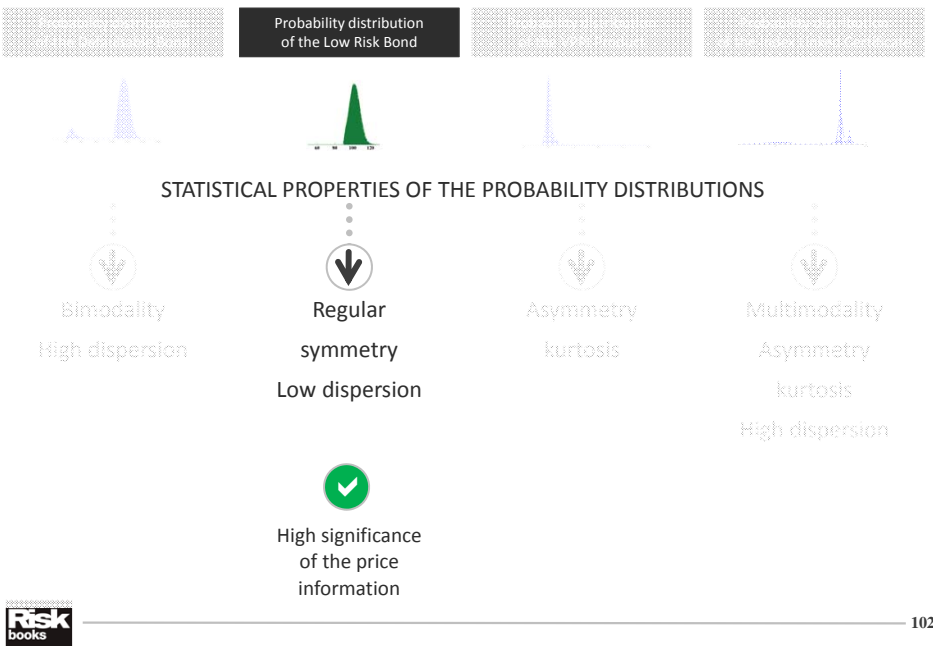 Probability distribution
of the Low Risk Bond
60 80 100 120
STATISTICAL PROPERTIES OF THE PROBABILITY DISTRIBUTIONS
Bimodality
High dispersion
Regular
symmetry
Low dispersion
Asymmetry
kurtosis
Multimodality
Asymmetry
kurtosis
High dispersion
High significance
of the price
information
Risk
books
102